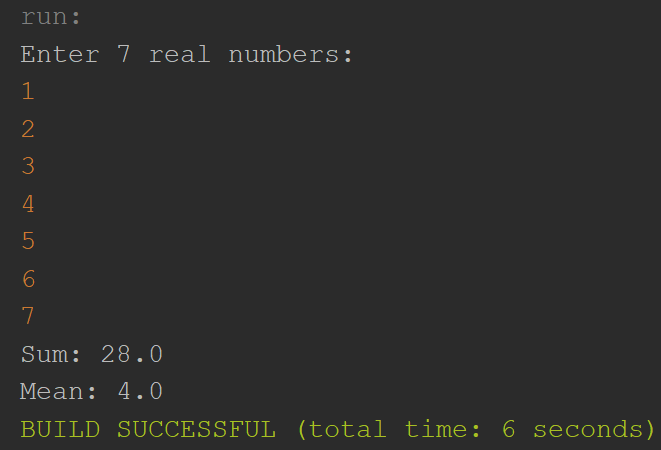 run:
Enter 7 real numbers:
1
2
3
4
5
6
7
Sum: 28.0
Mean: 4.0
BUILD SUCCESSFUL (total time: 6 seconds)